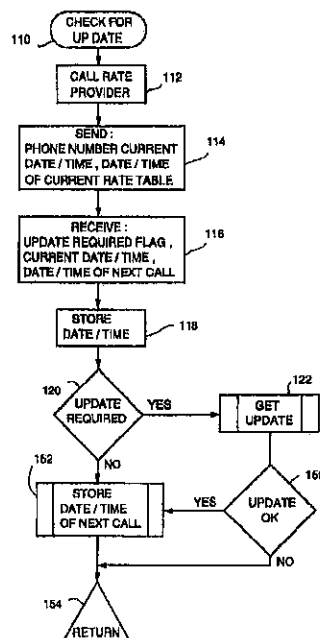 CHECK FOR
UP DATE
110
CALL RATE
PROVIDER
112
SEND :
PHONE NUMBER CURRENT
DATE / TIME , DATE / TIME
OF CURRENT RATE TABLE
114
RECEIVE :
UPDATE REQUIRED FLAG ,
CURRENT DATE / TIME ,
DATE / TIME OF NEXT CALL
116
STORE
DATE / TIME
118
120
UPDATE
REQUIRED
YES
122
GET
UPDATE
NO
152
STORE
DATE / TIME
OF NEXT CALL
YES
UPDATE
OK
NO
154
RETURN